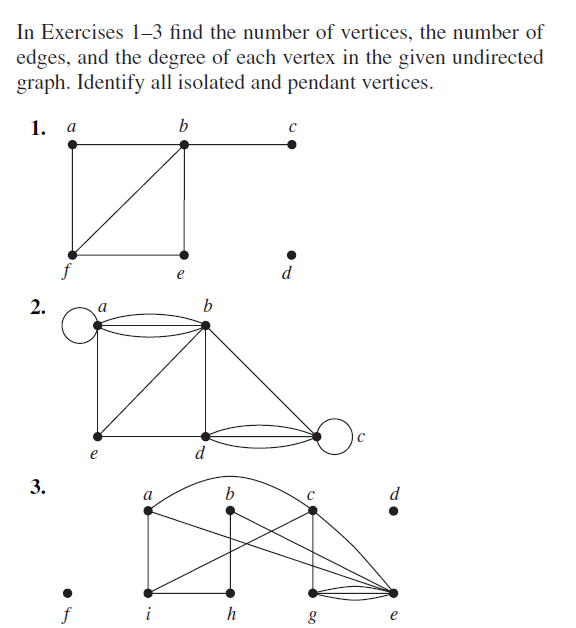 In Exercises 1–3 find the number of vertices, the number of
edges, and the degree of each vertex in the given undirected
graph. Identify all isolated and pendant vertices.
1. a b c
f e d
2. a b
c
e d
3. a b c d
f i h g e